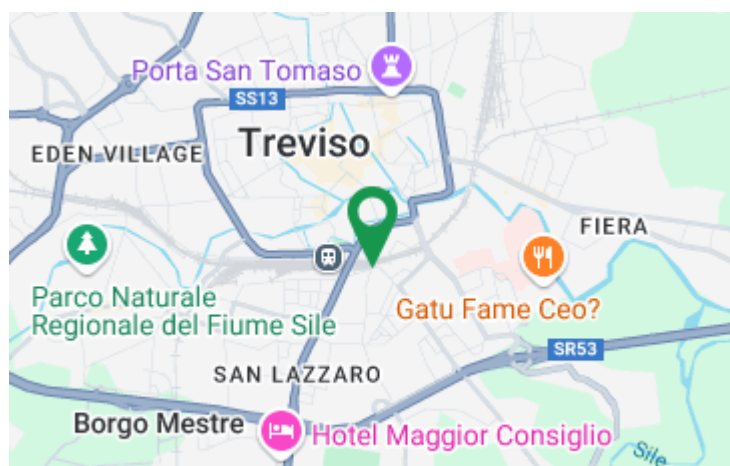 Porta San Tomaso
SS13
Treviso
EDEN VILLAGE
FIERA
Parco Naturale
Regionale del Fiume Sile
Gatu Fame Ceo?
SR53
SAN LAZZARO
Borgo Mestre
Hotel Maggior Consiglio
Sile